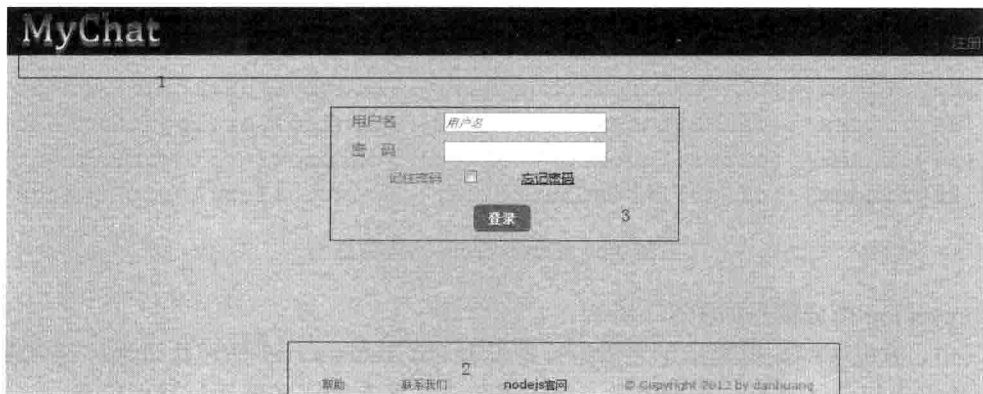 MyChat
注册
1
用户名 用户名
密 码
记住密码 忘记密码
登录 3
2
帮助 联系我们 nodejs官网 © Copyright 2012 by danhuang